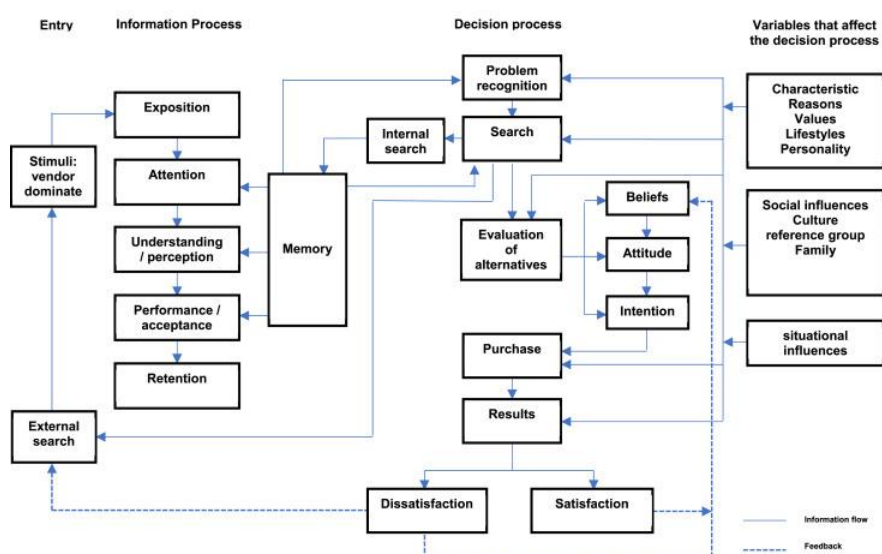 Entry
Information Process
Decision process
Variables that affect
the decision process
Exposition
Attention
Understanding
/ perception
Performance /
acceptance
Retention
Stimuli:
vendor
dominate
External
search
Internal
search
Memory
Problem
recognition
Search
Evaluation
of
alternatives
Beliefs
Attitude
Intention
Purchase
Results
Dissatisfaction
Satisfaction
Characteristic
Reasons
Values
Lifestyles
Personality
Social influences
Culture
reference group
Family
situational
influences
Information flow
Feedback